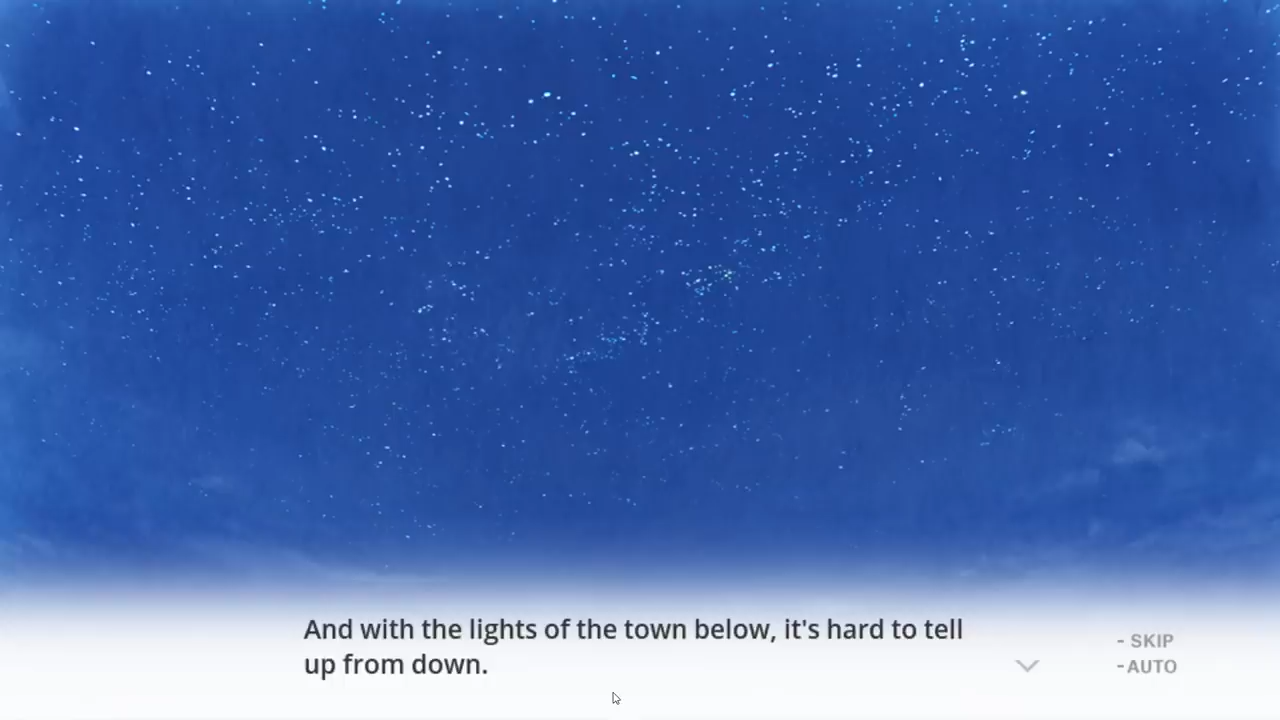 And with the lights of the town below, it's hard to tell
up from down.
- SKIP
-AUTO